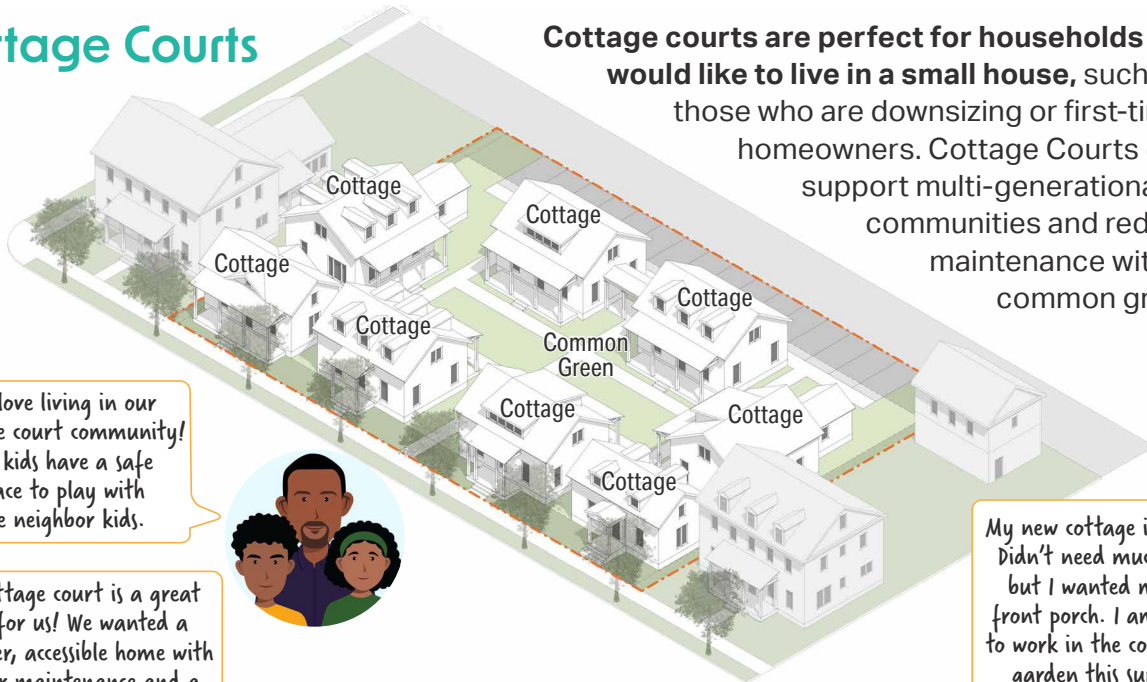 ttage Courts
Cottage courts are perfect for households
would like to live in a small house, such
those who are downsizing or first-ti
homeowners. Cottage Courts
support multi-generationa
communities and red
maintenance wit
common gr
Cottage
Cottage
Cottage
Cottage
Cottage
Common
Green
Cottage
Cottage
Cottage
love living in our
e court community!
kids have a safe
ace to play with
e neighbor kids.
ttage court is a great
for us! We wanted a
er, accessible home with
r maintenance and a
My new cottage i
Didn't need muc
but I wanted m
front porch. I am
to work in the co
garden this su